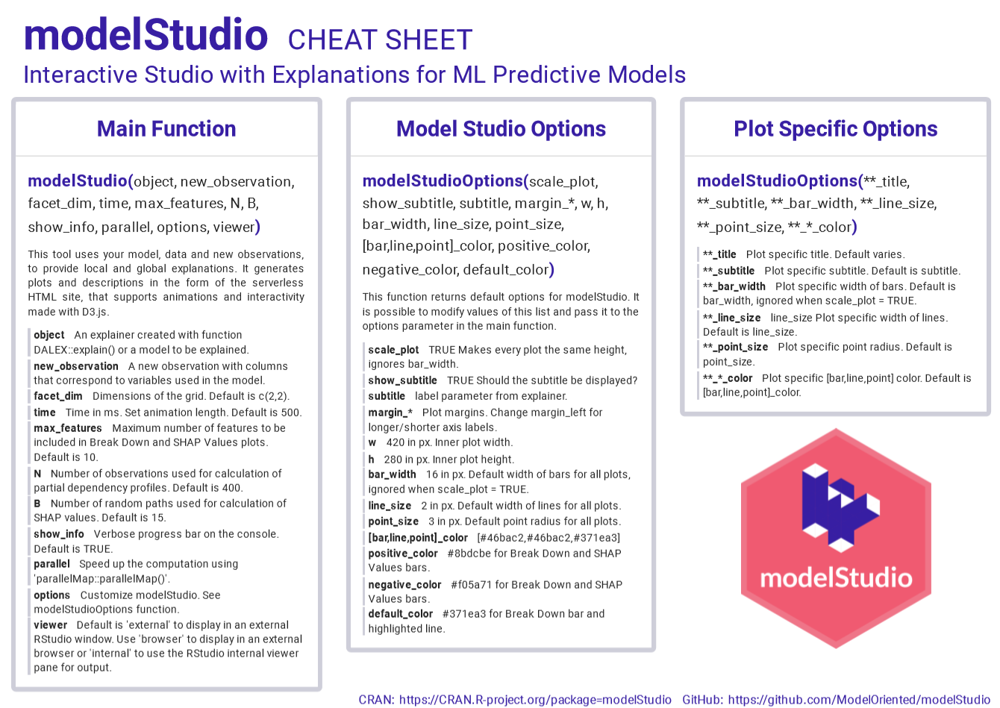 modelStudio CHEAT SHEET
Interactive Studio with Explanations for ML Predictive Models
Main Function
modelStudio(object, new_observation,
facet_dim, time, max_features, N, B,
show_info, parallel, options, viewer)
This tool uses your model, data and new observations,
to provide local and global explanations. It generates
plots and descriptions in the form of the serverless
HTML site, that supports animations and interactivity
made with D3.js.
object An explainer created with function
DALEX::explain() or a model to be explained.
new_observation A new observation with columns
that correspond to variables used in the model.
facet_dim Dimensions of the grid. Default is c(2,2).
time Time in ms. Set animation length. Default is 500.
max_features Maximum number of features to be
included in Break Down and SHAP Values plots.
Default is 10.
N Number of observations used for calculation of
partial dependency profiles. Default is 400.
B Number of random paths used for calculation of
SHAP values. Default is 15.
show_info Verbose progress bar on the console.
Default is TRUE.
parallel Speed up the computation using
'parallelMap::parallelMap()'.
options Customize modelStudio. See
modelStudioOptions function.
viewer Default is 'external' to display in an external
RStudio window. Use 'browser' to display in an external
browser or 'internal' to use the RStudio internal viewer
pane for output.
Model Studio Options
modelStudioOptions(scale_plot,
show_subtitle, subtitle, margin_*, w, h,
bar_width, line_size, point_size,
[bar,line,point]_color, positive_color,
negative_color, default_color)
This function returns default options for modelStudio. It
is possible to modify values of this list and pass it to the
options parameter in the main function.
scale_plot TRUE Makes every plot the same height,
ignores bar_width.
show_subtitle TRUE Should the subtitle be displayed?
subtitle label parameter from explainer.
margin_* Plot margins. Change margin_left for
longer/shorter axis labels.
w 420 in px. Inner plot width.
h 280 in px. Inner plot height.
bar_width 16 in px. Default width of bars for all plots,
ignored when scale_plot = TRUE.
line_size 2 in px. Default width of lines for all plots.
point_size 3 in px. Default point radius for all plots.
[bar,line,point]_color [#46bac2,#46bac2,#371ea3]
positive_color #8bdcbe for Break Down and SHAP
Values bars.
negative_color #f05a71 for Break Down and SHAP
Values bars.
default_color #371ea3 for Break Down bar and
highlighted line.
Plot Specific Options
modelStudioOptions(**_title,
**_subtitle, **_bar_width, **_line_size,
**_point_size, **_*_color)
**_title Plot specific title. Default varies.
**_subtitle Plot specific subtitle. Default is subtitle.
**_bar_width Plot specific width of bars. Default is
bar_width, ignored when scale_plot = TRUE.
**_line_size line_size Plot specific width of lines.
Default is line_size.
**_point_size Plot specific point radius. Default is
point_size.
**_*_color Plot specific [bar,line,point] color. Default is
[bar,line,point]_color.
modelStudio
CRAN: https://CRAN.R-project.org/package=modelStudio GitHub: https://github.com/ModelOriented/modelStudio